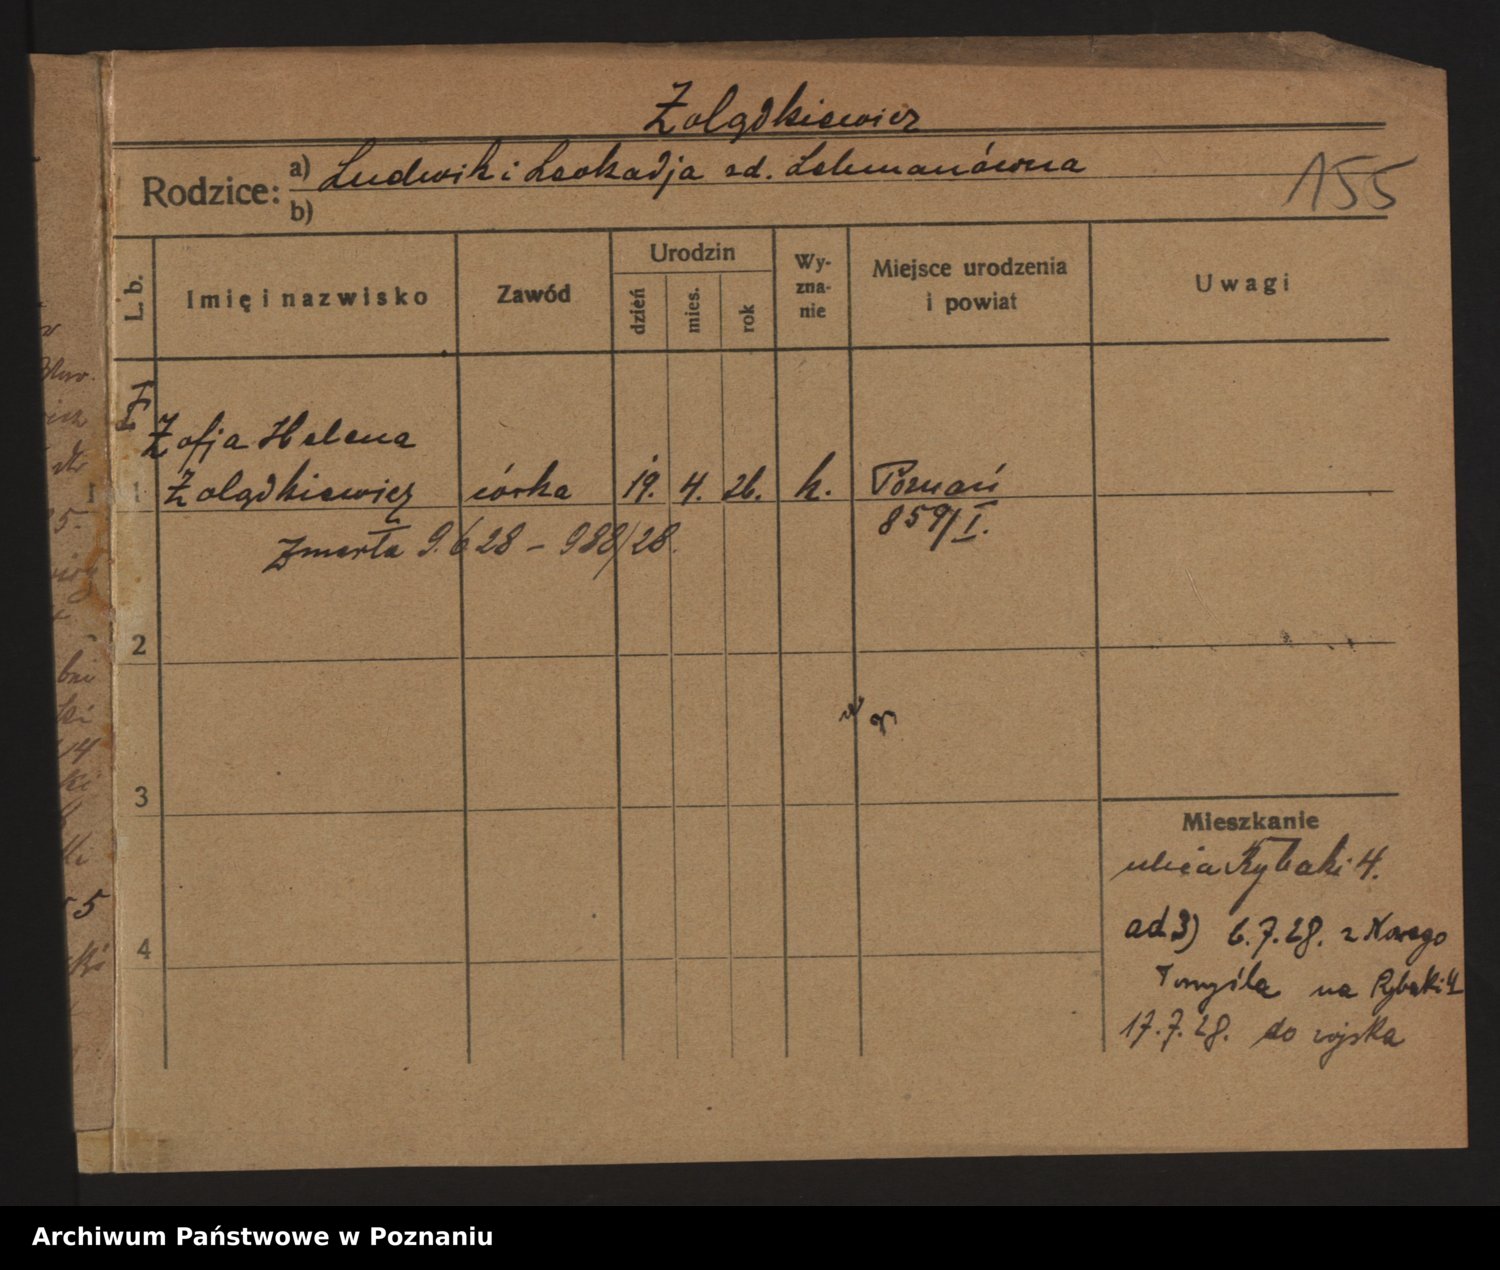 Żolądkiewicz
Rodzice:
a) Ludwik i Leokadja zd. Lehmanówna
b)
155
L. b.
Imię i nazwisko
Zawód
Urodzin
dzień
mies.
rok
Wy-
zna-
nie
Miejsce urodzenia
i powiat
Uwagi
Zofja Helena
1 Żolądkiewicz córka 19. 4. 26. k. Poznań
859/I.
zmarła 9.6 28 – 988/28.
2
3
4
Mieszkanie
ulica Rybaki 4.
ad 3) 6.7.28. z Nowego
Tomyśla na Rybaki 4
17.7.28. do wojska
Archiwum Państwowe w Poznaniu